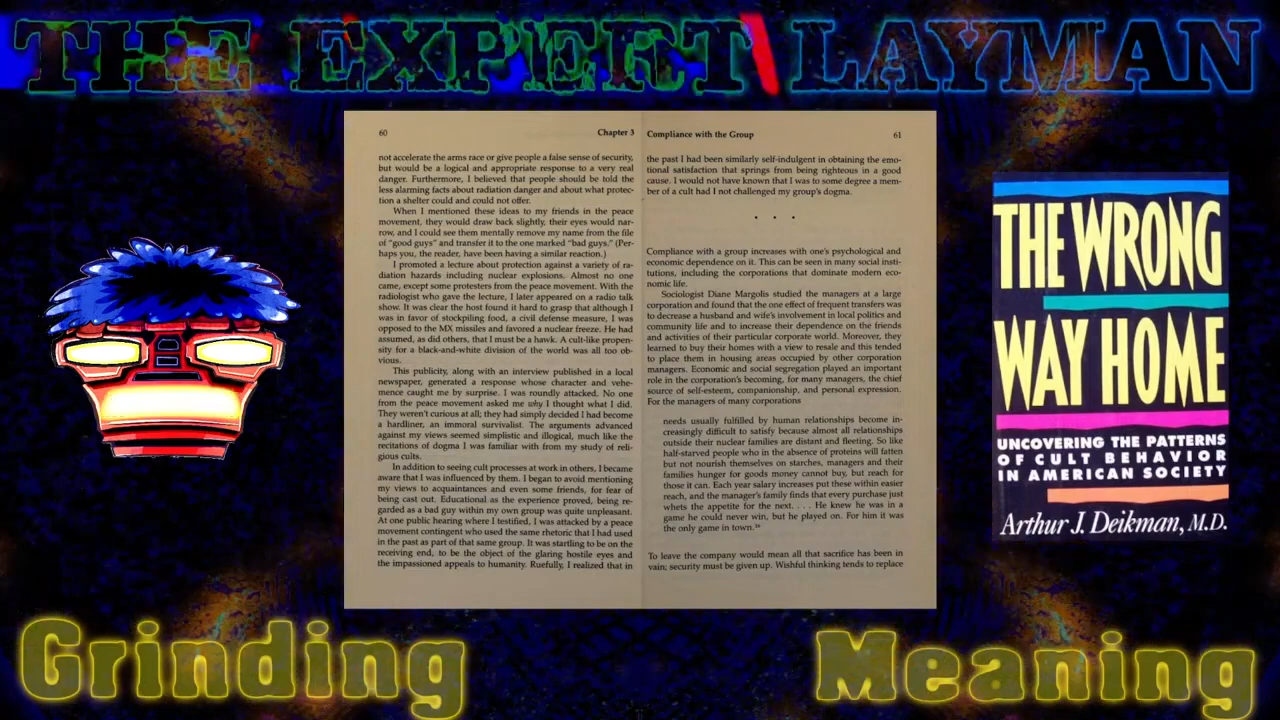 THE EXPERT\LAYMAN
60 Chapter 3
not accelerate the arms race or give people a false sense of security,
but would be a logical and appropriate response to a very real
danger. Furthermore, I believed that people should be told the
less alarming facts about radiation danger and about what protec-
tion a shelter could and could not offer.
When I mentioned these ideas to my friends in the peace
movement, they would draw back slightly, their eyes would nar-
row, and I could see them mentally remove my name from the file
of “good guys” and transfer it to the one marked “bad guys.” (Per-
haps you, the reader, have been having a similar reaction.)
I promoted a lecture about protection against a variety of ra-
diation hazards including nuclear explosions. Almost no one
came, except some protesters from the peace movement. With the
radiologist who gave the lecture, I later appeared on a radio talk
show. It was clear the host found it hard to grasp that although I
was in favor of stockpiling food, a civil defense measure, I was
opposed to the MX missiles and favored a nuclear freeze. He had
assumed, as did others, that I must be a hawk. A cult-like propen-
sity for a black-and-white division of the world was all too ob-
vious.
This publicity, along with an interview published in a local
newspaper, generated a response whose character and vehe-
mence caught me by surprise. I was roundly attacked. No one
from the peace movement asked me why I thought what I did.
They weren't curious at all; they had simply decided I had become
a hardliner, an immoral survivalist. The arguments advanced
against my views seemed simplistic and illogical, much like the
recitations of dogma I was familiar with from my study of reli-
gious cults.
In addition to seeing cult processes at work in others, I became
aware that I was influenced by them. I began to avoid mentioning
my views to acquaintances and even some friends, for fear of
being cast out. Educational as the experience proved, being re-
garded as a bad guy within my own group was quite unpleasant.
At one public hearing where I testified, I was attacked by a peace
movement contingent who used the same rhetoric that I had used
in the past as part of that same group. It was startling to be on the
receiving end, to be the object of the glaring hostile eyes and
the impassioned appeals to humanity. Ruefully, I realized that in
Compliance with the Group 61
the past I had been similarly self-indulgent in obtaining the emo-
tional satisfaction that springs from being righteous in a good
cause. I would not have known that I was to some degree a mem-
ber of a cult had I not challenged my group's dogma.
• • •
Compliance with a group increases with one's psychological and
economic dependence on it. This can be seen in many social insti-
tutions, including the corporations that dominate modern eco-
nomic life.
Sociologist Diane Margolis studied the managers at a large
corporation and found that the one effect of frequent transfers was
to decrease a husband and wife's involvement in local politics and
community life and to increase their dependence on the friends
and activities of their particular corporate world. Moreover, they
learned to buy their homes with a view to resale and this tended
to place them in housing areas occupied by other corporation
managers. Economic and social segregation played an important
role in the corporation's becoming, for many managers, the chief
source of self-esteem, companionship, and personal expression.
For the managers of many corporations
needs usually fulfilled by human relationships become in-
creasingly difficult to satisfy because almost all relationships
outside their nuclear families are distant and fleeting. So like
half-starved people who in the absence of proteins will fatten
but not nourish themselves on starches, managers and their
families hunger for goods money cannot buy, but reach for
those it can. Each year salary increases put these within easier
reach, and the manager's family finds that every purchase just
whets the appetite for the next. . . . He knew he was in a
game he could never win, but he played on. For him it was
the only game in town.
To leave the company would mean all that sacrifice has been in
vain; security must be given up. Wishful thinking tends to replace
THE WRONG
WAY HOME
UNCOVERING THE PATTERNS
OF CULT BEHAVIOR
IN AMERICAN SOCIETY
Arthur J. Deikman, M.D.
Grinding Meaning